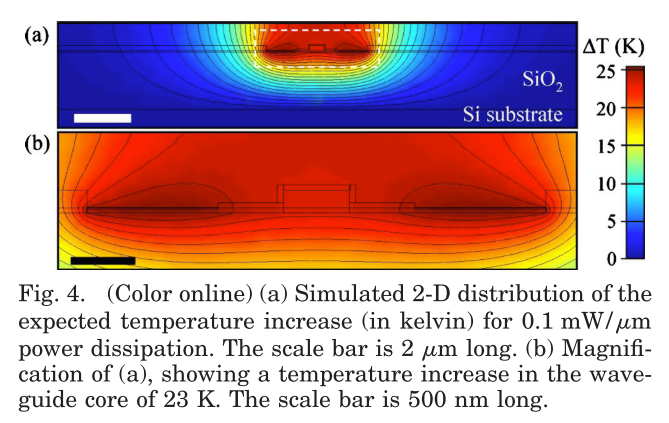 (a)
ΔT (K)
25
20
15
10
5
0
SiO₂
Si substrate
(b)
Fig. 4. (Color online) (a) Simulated 2-D distribution of the
expected temperature increase (in kelvin) for 0.1 mW/μm
power dissipation. The scale bar is 2 μm long. (b) Magnifi-
cation of (a), showing a temperature increase in the wave-
guide core of 23 K. The scale bar is 500 nm long.